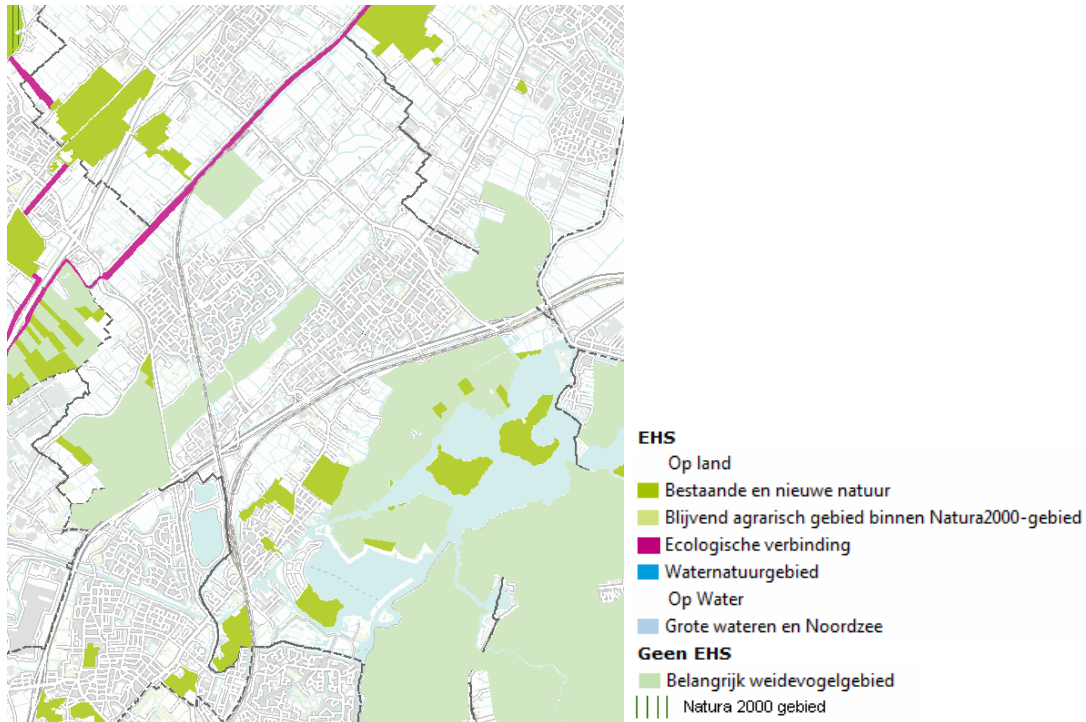 EHS
Op land
Bestaande en nieuwe natuur
Blijvend agrarisch gebied binnen Natura2000-gebied
Ecologische verbinding
Waternatuurgebied
Op Water
Grote wateren en Noordzee
Geen EHS
Belangrijk weidevogelgebied
Natura 2000 gebied